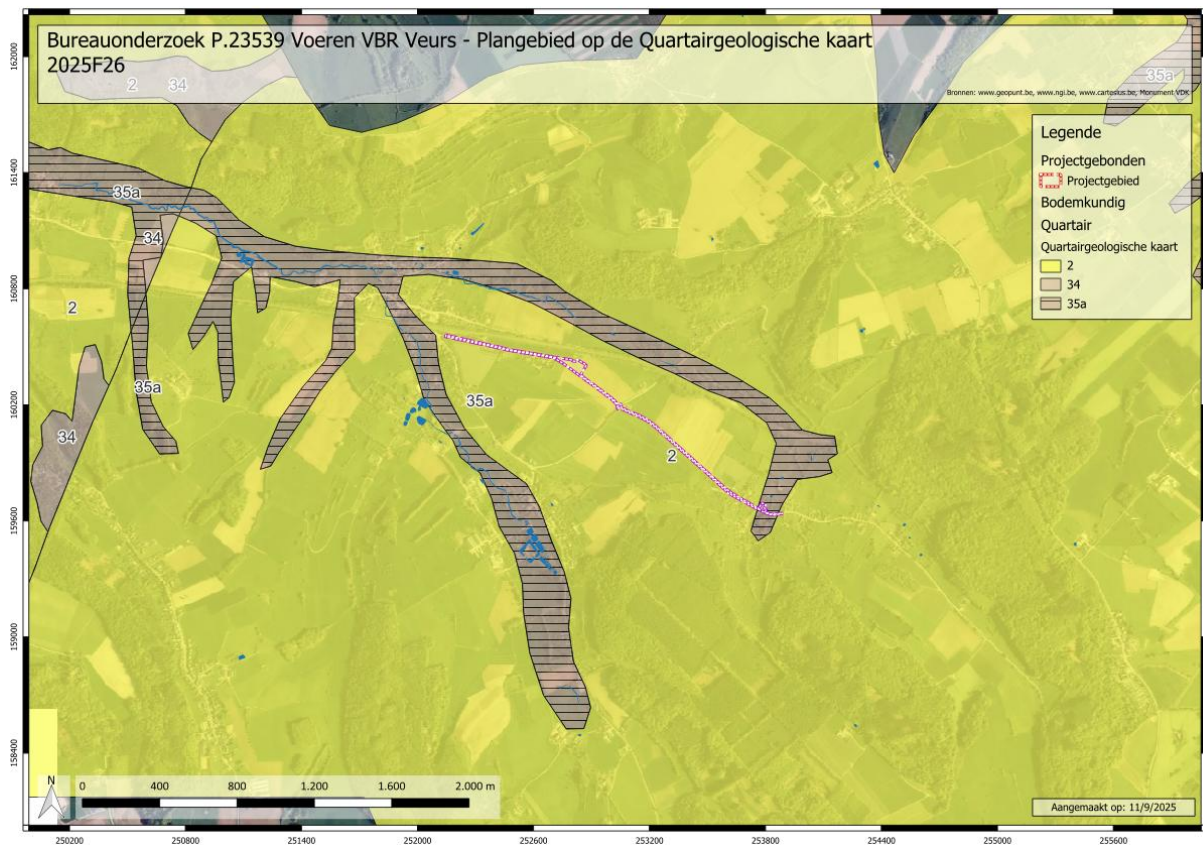 Bureauonderzoek P.23539 Voeren VBR Veurs - Plangebied op de Quartairgeologische kaart
2025F26
Bronnen: www.geopunt.be, www.ngi.be, www.cartesius.be, Monument VDK
2 34
35a
Legende
Projectgebonden
Projectgebied
Bodemkundig
Quartair
Quartairgeologische kaart
2
34
35a
35a
34
2
35a
35a
34
2
N
0 400 800 1.200 1.600 2.000 m
Aangemaakt op: 11/9/2025
162000
161400
160800
160200
159600
159000
158400
250200 250800 251400 252000 252600 253200 253800 254400 255000 255600